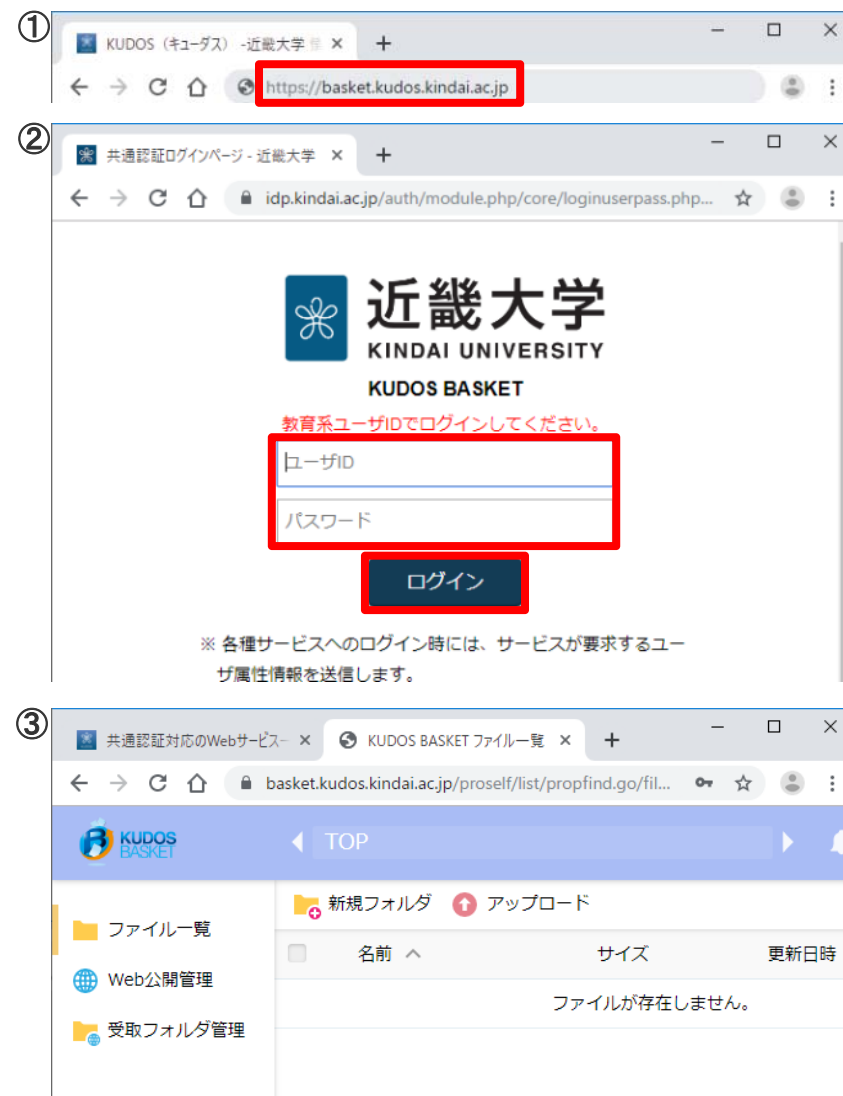 ①
KUDOS（キューダス） -近畿大学
https://basket.kudos.kindai.ac.jp
②
共通認証ログインページ - 近畿大学
idp.kindai.ac.jp/auth/module.php/core/loginuserpass.php...
近畿大学
KINDAI UNIVERSITY
KUDOS BASKET
教育系ユーザIDでログインしてください。
ユーザID
パスワード
ログイン
※ 各種サービスへのログイン時には、サービスが要求するユー
ザ属性情報を送信します。
③
共通認証対応のWebサービス一 KUDOS BASKET ファイル一覧
basket.kudos.kindai.ac.jp/proself/list/propfind.go/fil...
KUDOS
BASKET
TOP
新規フォルダ アップロード
ファイル一覧
名前 サイズ 更新日時
Web公開管理
ファイルが存在しません。
受取フォルダ管理